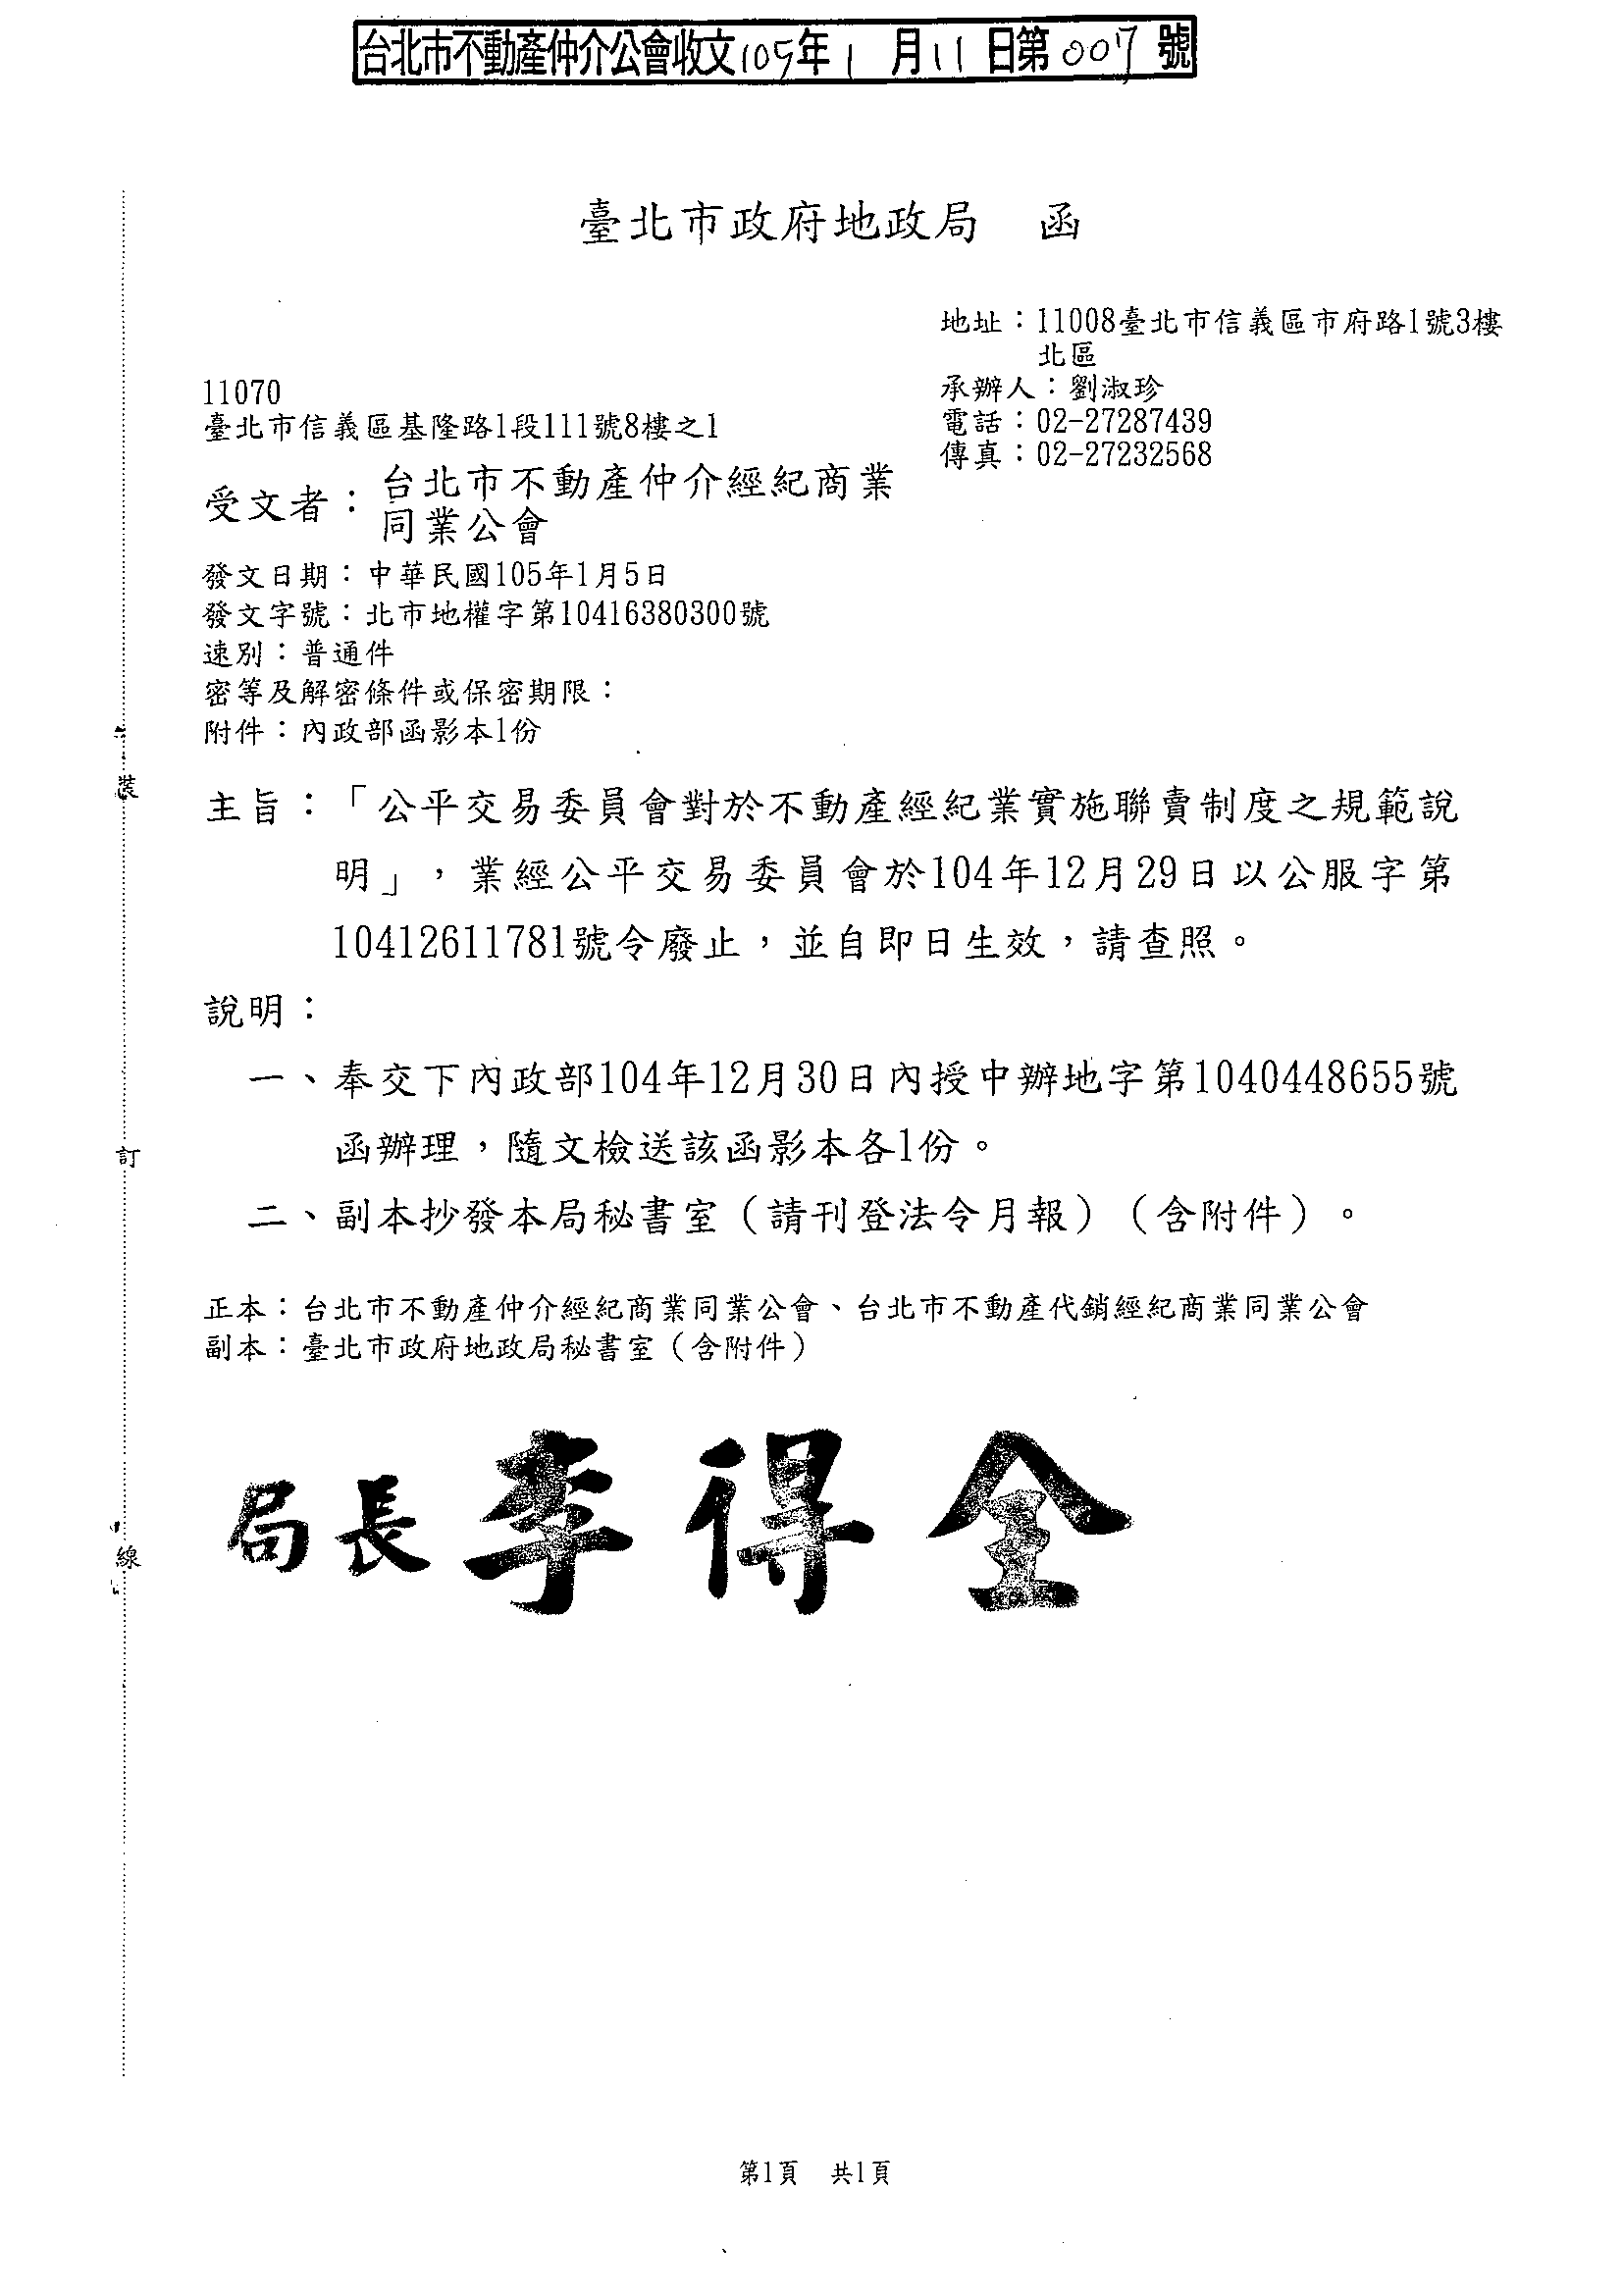 台北市不動產仲介公會收文105年1月11日第007號
臺北市政府地政局 函
地址：11008臺北市信義區市府路1號3樓
北區
承辦人：劉淑珍
電話：02-27287439
傳真：02-27232568
11070
臺北市信義區基隆路1段111號8樓之1
受文者：台北市不動產仲介經紀商業
同業公會
發文日期：中華民國105年1月5日
發文字號：北市地權字第10416380300號
速別：普通件
密等及解密條件或保密期限：
附件：內政部函影本1份
主旨：「公平交易委員會對於不動產經紀業實施聯賣制度之規範說
明」，業經公平交易委員會於104年12月29日以公服字第
10412611781號令廢止，並自即日生效，請查照。
說明：
一、奉交下內政部104年12月30日內授中辦地字第1040448655號
函辦理，隨文檢送該函影本各1份。
二、副本抄發本局秘書室（請刊登法令月報）（含附件）。
正本：台北市不動產仲介經紀商業同業公會、台北市不動產代銷經紀商業同業公會
副本：臺北市政府地政局秘書室（含附件）
局長李得全
裝
訂
線
第1頁 共1頁